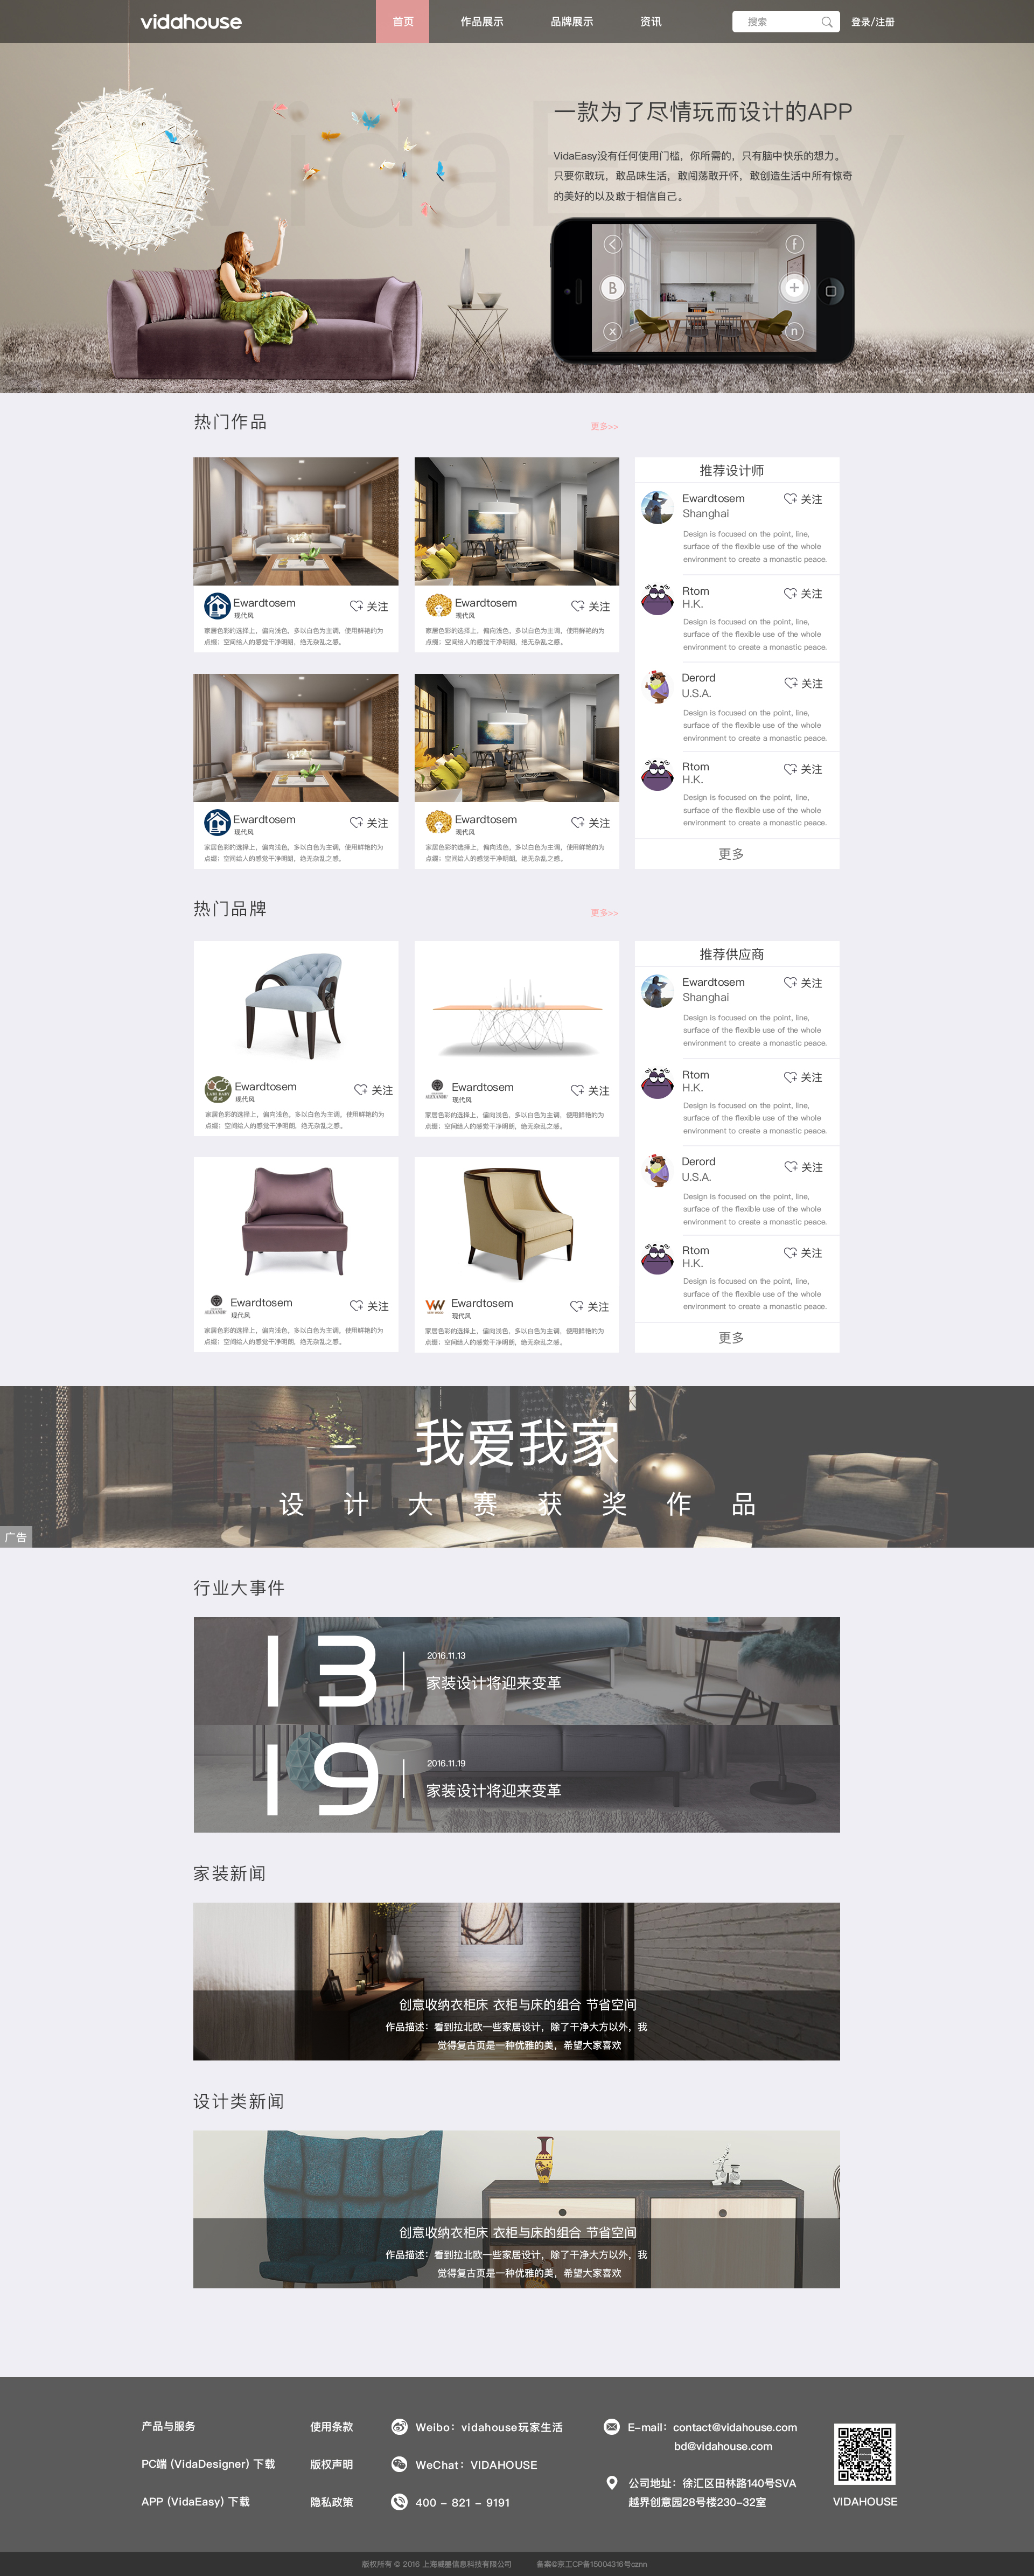 vidahouse
首页
作品展示
品牌展示
资讯
搜索
登录/注册
VidaEasy
一款为了尽情玩而设计的APP
VidaEasy没有任何使用门槛，你所需的，只有脑中快乐的想力。
只要你敢玩，敢品味生活，敢闯荡敢开怀，敢创造生活中所有惊奇
的美好的以及敢于相信自己。
B
f
x
n
热门作品
更多>>
Ewardtosem
现代风
关注
家居色彩的选择上，偏向浅色，多以白色为主调，使用鲜艳的为
点缀；空间给人的感觉干净明朗，绝无杂乱之感。
Ewardtosem
现代风
关注
家居色彩的选择上，偏向浅色，多以白色为主调，使用鲜艳的为
点缀；空间给人的感觉干净明朗，绝无杂乱之感。
Ewardtosem
现代风
关注
家居色彩的选择上，偏向浅色，多以白色为主调，使用鲜艳的为
点缀；空间给人的感觉干净明朗，绝无杂乱之感。
Ewardtosem
现代风
关注
家居色彩的选择上，偏向浅色，多以白色为主调，使用鲜艳的为
点缀；空间给人的感觉干净明朗，绝无杂乱之感。
推荐设计师
Ewardtosem
Shanghai
关注
Design is focused on the point, line,
surface of the flexible use of the whole
environment to create a monastic peace.
Rtom
H.K.
关注
Design is focused on the point, line,
surface of the flexible use of the whole
environment to create a monastic peace.
Derord
U.S.A.
关注
Design is focused on the point, line,
surface of the flexible use of the whole
environment to create a monastic peace.
Rtom
H.K.
关注
Design is focused on the point, line,
surface of the flexible use of the whole
environment to create a monastic peace.
更多
热门品牌
更多>>
Ewardtosem
现代风
关注
家居色彩的选择上，偏向浅色，多以白色为主调，使用鲜艳的为
点缀；空间给人的感觉干净明朗，绝无杂乱之感。
ALEXANDE
Ewardtosem
现代风
关注
家居色彩的选择上，偏向浅色，多以白色为主调，使用鲜艳的为
点缀；空间给人的感觉干净明朗，绝无杂乱之感。
ALEXANDE
Ewardtosem
现代风
关注
家居色彩的选择上，偏向浅色，多以白色为主调，使用鲜艳的为
点缀；空间给人的感觉干净明朗，绝无杂乱之感。
Ewardtosem
现代风
关注
家居色彩的选择上，偏向浅色，多以白色为主调，使用鲜艳的为
点缀；空间给人的感觉干净明朗，绝无杂乱之感。
推荐供应商
Ewardtosem
Shanghai
关注
Design is focused on the point, line,
surface of the flexible use of the whole
environment to create a monastic peace.
Rtom
H.K.
关注
Design is focused on the point, line,
surface of the flexible use of the whole
environment to create a monastic peace.
Derord
U.S.A.
关注
Design is focused on the point, line,
surface of the flexible use of the whole
environment to create a monastic peace.
Rtom
H.K.
关注
Design is focused on the point, line,
surface of the flexible use of the whole
environment to create a monastic peace.
更多
我爱我家
设计大赛获奖作品
广告
行业大事件
13
2016.11.13
家装设计将迎来变革
19
2016.11.19
家装设计将迎来变革
家装新闻
创意收纳衣柜床 衣柜与床的组合 节省空间
作品描述：看到拉北欧一些家居设计，除了干净大方以外，我
觉得复古页是一种优雅的美，希望大家喜欢
设计类新闻
创意收纳衣柜床 衣柜与床的组合 节省空间
作品描述：看到拉北欧一些家居设计，除了干净大方以外，我
觉得复古页是一种优雅的美，希望大家喜欢
产品与服务
PC端 (VidaDesigner) 下载
APP (VidaEasy) 下载
使用条款
版权声明
隐私政策
Weibo：vidahouse玩家生活
WeChat：VIDAHOUSE
400 - 821 - 9191
E-mail：contact@vidahouse.com
bd@vidahouse.com
公司地址：徐汇区田林路140号SVA
越界创意园28号楼230-32室
VIDAHOUSE
版权所有 © 2016 上海威圖信息科技有限公司
备案©京工CP备15004316号cznn